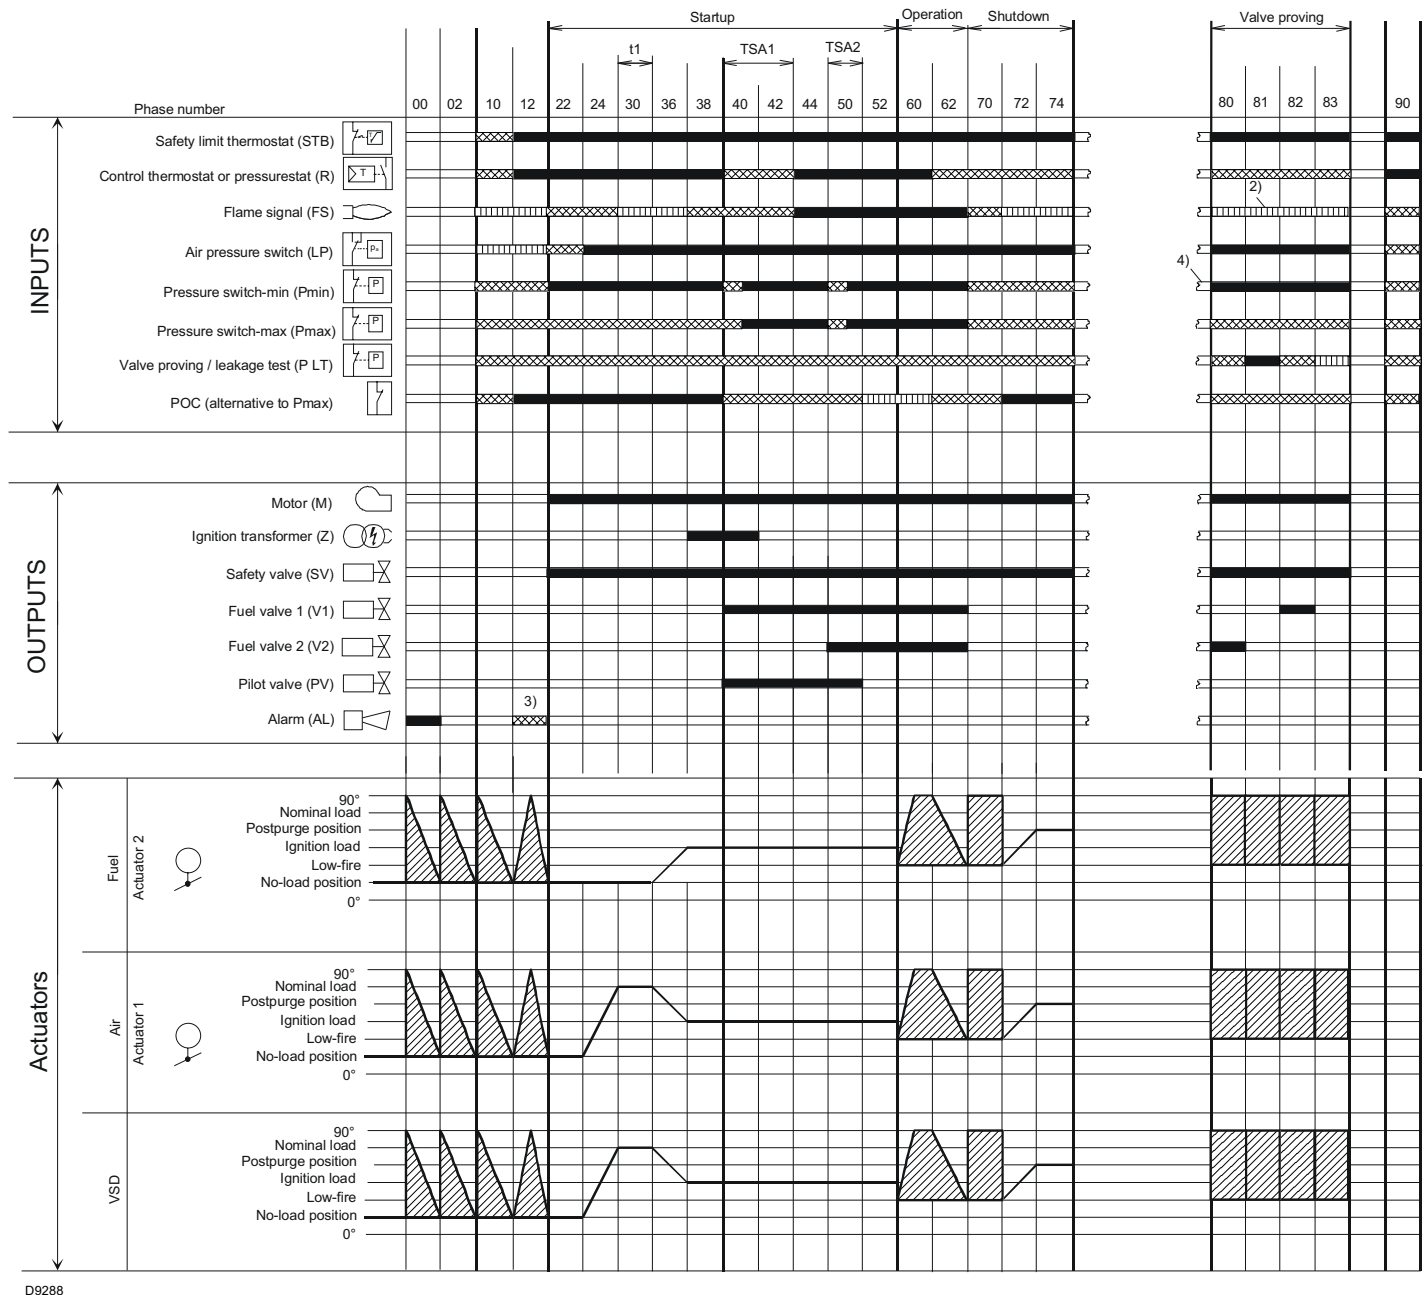 Startup
Operation
Shutdown
Valve proving
t1
TSA1
TSA2
Phase number
00 02 10 12 22 24 30 36 38 40 42 44 50 52 60 62 70 72 74 80 81 82 83 90
INPUTS
Safety limit thermostat (STB)
Control thermostat or pressurestat (R)
T
2)
Flame signal (FS)
Air pressure switch (LP)
4)
Pressure switch-min (Pmin)
P
Pressure switch-max (Pmax)
P
Valve proving / leakage test (P LT)
P
POC (alternative to Pmax)
OUTPUTS
Motor (M)
Ignition transformer (Z)
Safety valve (SV)
Fuel valve 1 (V1)
Fuel valve 2 (V2)
Pilot valve (PV)
3)
Alarm (AL)
Actuators
Fuel
Actuator 2
90°
Nominal load
Postpurge position
Ignition load
Low-fire
No-load position
0°
Air
Actuator 1
90°
Nominal load
Postpurge position
Ignition load
Low-fire
No-load position
0°
VSD
90°
Nominal load
Postpurge position
Ignition load
Low-fire
No-load position
0°
D9288